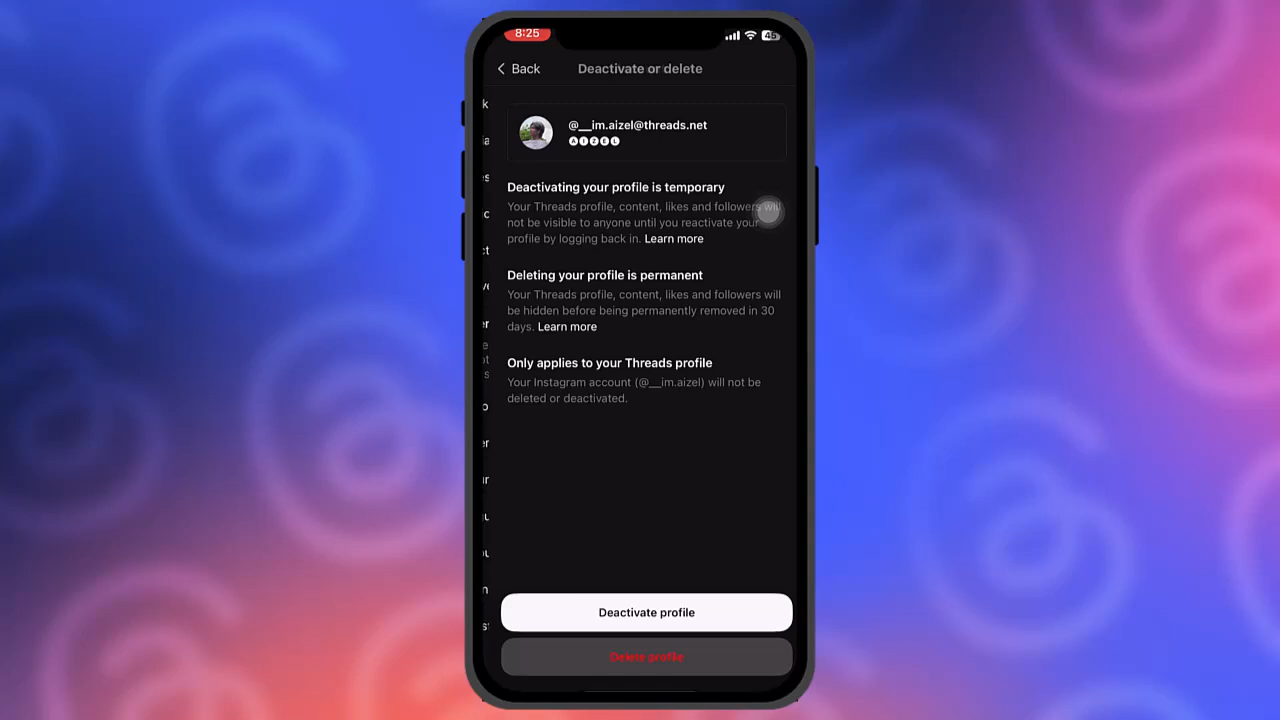 8:25
45
Back
Deactivate or delete
@__im.aizel@threads.net
🅐🅘🅩🅔🅛
Deactivating your profile is temporary
Your Threads profile, content, likes and followers will
not be visible to anyone until you reactivate your
profile by logging back in. Learn more
Deleting your profile is permanent
Your Threads profile, content, likes and followers will
be hidden before being permanently removed in 30
days. Learn more
Only applies to your Threads profile
Your Instagram account (@__im.aizel) will not be
deleted or deactivated.
Deactivate profile
Delete profile